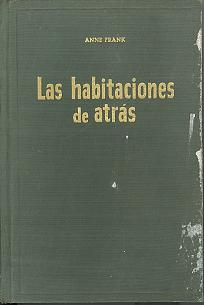 ANNE FRANK
Las habitaciones
de atrás